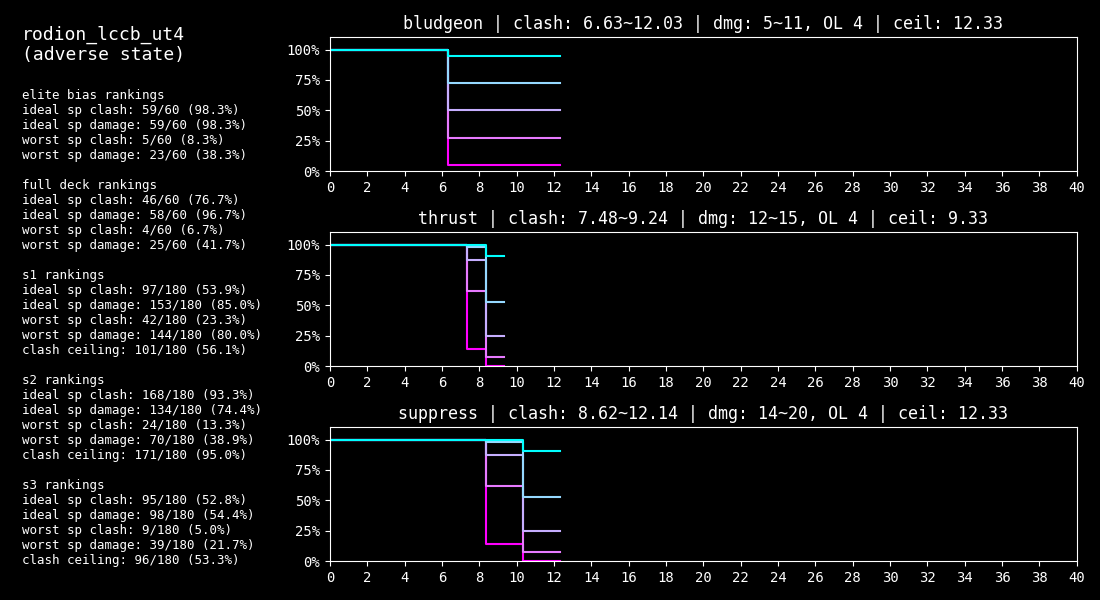 rodion_lccb_ut4
(adverse state)
elite bias rankings
ideal sp clash: 59/60 (98.3%)
ideal sp damage: 59/60 (98.3%)
worst sp clash: 5/60 (8.3%)
worst sp damage: 23/60 (38.3%)
full deck rankings
ideal sp clash: 46/60 (76.7%)
ideal sp damage: 58/60 (96.7%)
worst sp clash: 4/60 (6.7%)
worst sp damage: 25/60 (41.7%)
s1 rankings
ideal sp clash: 97/180 (53.9%)
ideal sp damage: 153/180 (85.0%)
worst sp clash: 42/180 (23.3%)
worst sp damage: 144/180 (80.0%)
clash ceiling: 101/180 (56.1%)
s2 rankings
ideal sp clash: 168/180 (93.3%)
ideal sp damage: 134/180 (74.4%)
worst sp clash: 24/180 (13.3%)
worst sp damage: 70/180 (38.9%)
clash ceiling: 171/180 (95.0%)
s3 rankings
ideal sp clash: 95/180 (52.8%)
ideal sp damage: 98/180 (54.4%)
worst sp clash: 9/180 (5.0%)
worst sp damage: 39/180 (21.7%)
clash ceiling: 96/180 (53.3%)
bludgeon | clash: 6.63~12.03 | dmg: 5~11, OL 4 | ceil: 12.33
100%
75%
50%
25%
0%
0 2 4 6 8 10 12 14 16 18 20 22 24 26 28 30 32 34 36 38 40
thrust | clash: 7.48~9.24 | dmg: 12~15, OL 4 | ceil: 9.33
100%
75%
50%
25%
0%
0 2 4 6 8 10 12 14 16 18 20 22 24 26 28 30 32 34 36 38 40
suppress | clash: 8.62~12.14 | dmg: 14~20, OL 4 | ceil: 12.33
100%
75%
50%
25%
0%
0 2 4 6 8 10 12 14 16 18 20 22 24 26 28 30 32 34 36 38 40